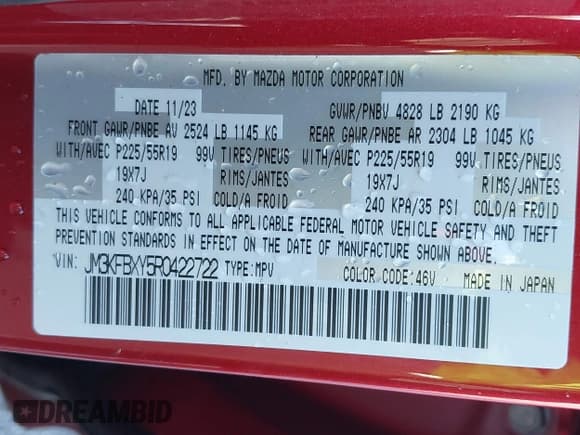 MFD. BY MAZDA MOTOR CORPORATION
DATE 11/23 GVWR/PNBV 4828 LB 2190 KG
FRONT GAWR/PNBE AV 2524 LB 1145 KG REAR GAWR/PNBE AR 2304 LB 1045 KG
WITH/AVEC P225/55R19 99V TIRES/PNEUS WITH/AVEC P225/55R19 99V TIRES/PNEUS
19X7J RIMS/JANTES 19X7J RIMS/JANTES
240 KPA/35 PSI COLD/A FROID 240 KPA/35 PSI COLD/A FROID
THIS VEHICLE CONFORMS TO ALL APPLICABLE FEDERAL MOTOR VEHICLE SAFETY AND THEFT
PREVENTION STANDARDS IN EFFECT ON THE DATE OF MANUFACTURE SHOWN ABOVE.
VIN: JM3KFBXY5R0422722 TYPE:MPV COLOR CODE:46V MADE IN JAPAN
DREAMBID